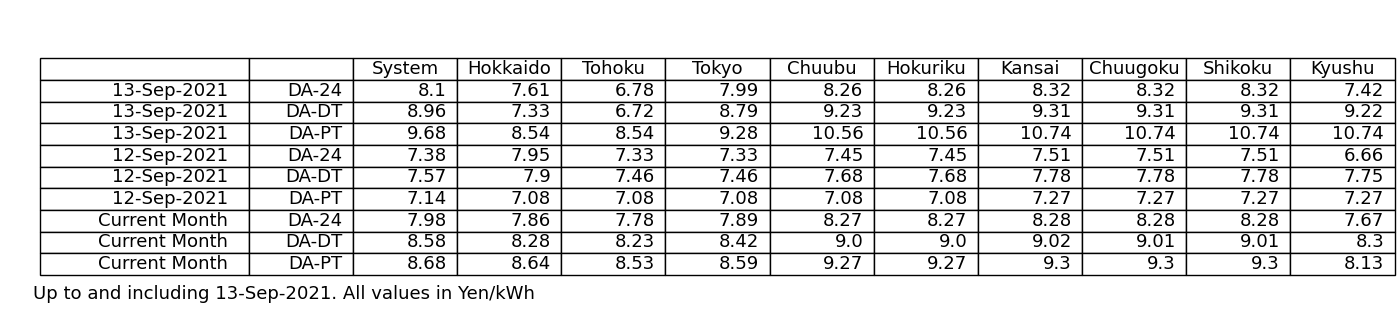 System Hokkaido Tohoku Tokyo Chuubu Hokuriku Kansai Chuugoku Shikoku Kyushu
13-Sep-2021 DA-24 8.1 7.61 6.78 7.99 8.26 8.26 8.32 8.32 8.32 7.42
13-Sep-2021 DA-DT 8.96 7.33 6.72 8.79 9.23 9.23 9.31 9.31 9.31 9.22
13-Sep-2021 DA-PT 9.68 8.54 8.54 9.28 10.56 10.56 10.74 10.74 10.74 10.74
12-Sep-2021 DA-24 7.38 7.95 7.33 7.33 7.45 7.45 7.51 7.51 7.51 6.66
12-Sep-2021 DA-DT 7.57 7.9 7.46 7.46 7.68 7.68 7.78 7.78 7.78 7.75
12-Sep-2021 DA-PT 7.14 7.08 7.08 7.08 7.08 7.08 7.27 7.27 7.27 7.27
Current Month DA-24 7.98 7.86 7.78 7.89 8.27 8.27 8.28 8.28 8.28 7.67
Current Month DA-DT 8.58 8.28 8.23 8.42 9.0 9.0 9.02 9.01 9.01 8.3
Current Month DA-PT 8.68 8.64 8.53 8.59 9.27 9.27 9.3 9.3 9.3 8.13
Up to and including 13-Sep-2021. All values in Yen/kWh